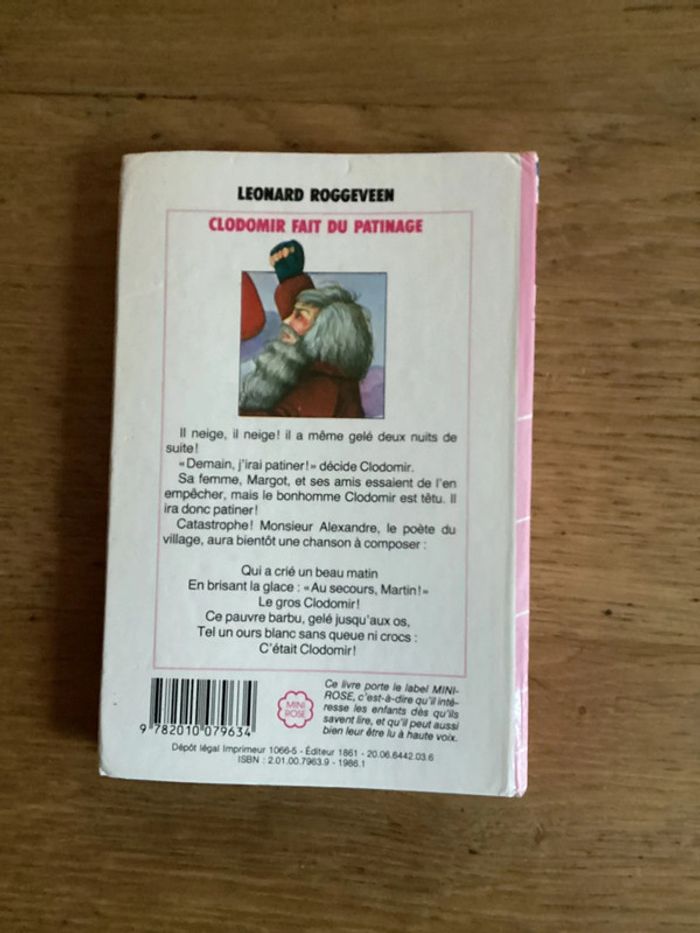 LEONARD ROGGEVEEN
CLODOMIR FAIT DU PATINAGE
Il neige, il neige! il a même gelé deux nuits de
suite!
«Demain, j'irai patiner!» décide Clodomir.
Sa femme, Margot, et ses amis essaient de l'en
empêcher, mais le bonhomme Clodomir est têtu. Il
ira donc patiner!
Catastrophe! Monsieur Alexandre, le poète du
village, aura bientôt une chanson à composer :
Qui a crié un beau matin
En brisant la glace : «Au secours, Martin!»
Le gros Clodomir!
Ce pauvre barbu, gelé jusqu'aux os,
Tel un ours blanc sans queue ni crocs :
C'était Clodomir!
9 782010 079634
MINI
ROSE
Ce livre porte le label MINI-
ROSE, c'est-à-dire qu'il inté-
resse les enfants dès qu'ils
savent lire, et qu'il peut aussi
bien leur être lu à haute voix.
Dépôt légal Imprimeur 1066-5 - Éditeur 1861 - 20.06.6442.03.6
ISBN : 2.01.00.7963.9 - 1986.1